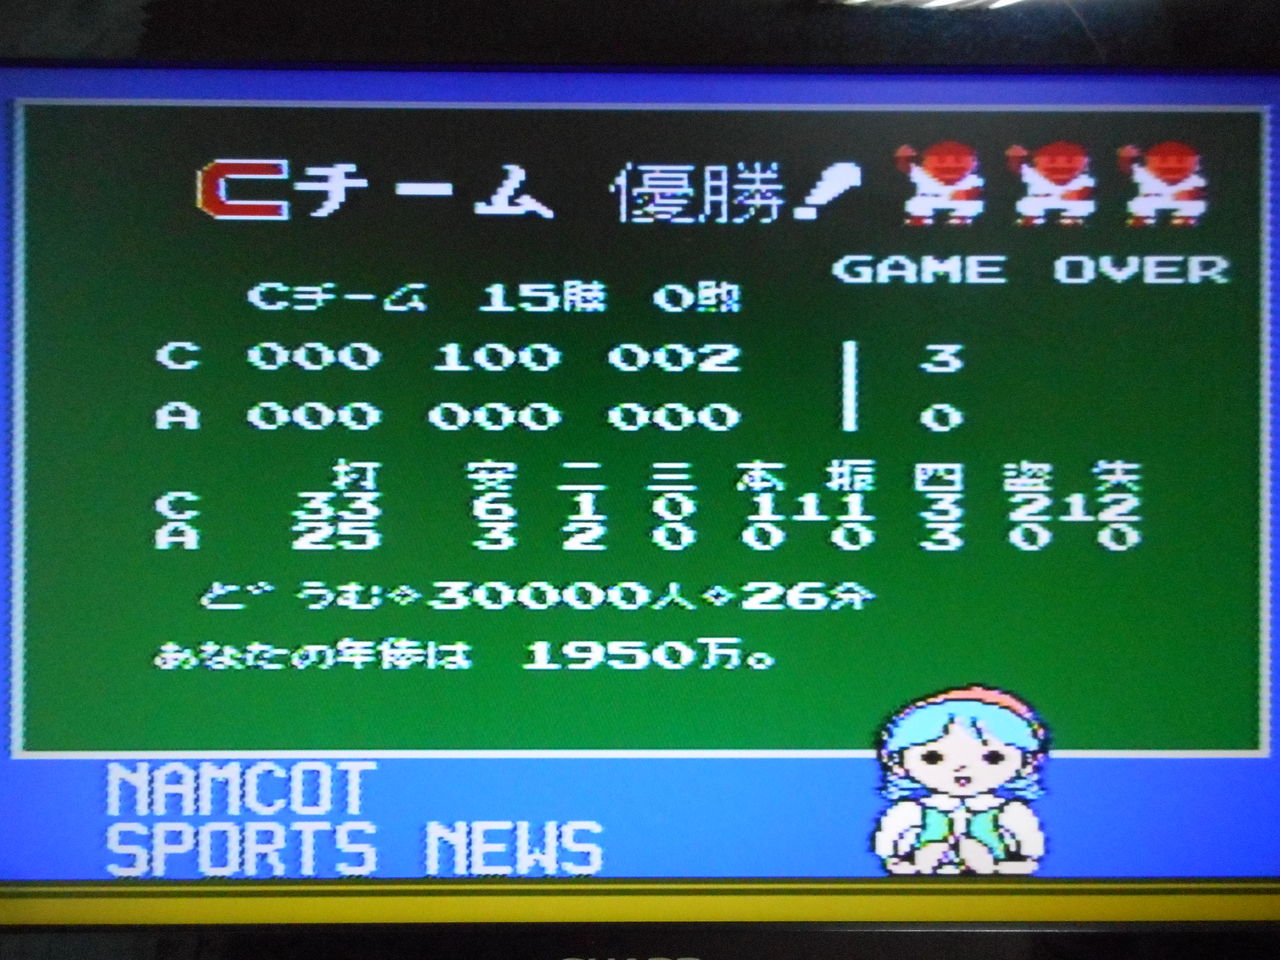 Cチーム 優勝!
GAME OVER
Cチーム 15勝 0敗
C 000 100 002 3
A 000 000 000 0
打 安 二 三 本 振 四 盗 失
C 33 6 1 0 1 11 3 2 12
A 25 3 2 0 0 0 3 0 0
どうむ◇30000人◇26分
あなたの年俸は 1950万。
NAMCOT
SPORTS NEWS